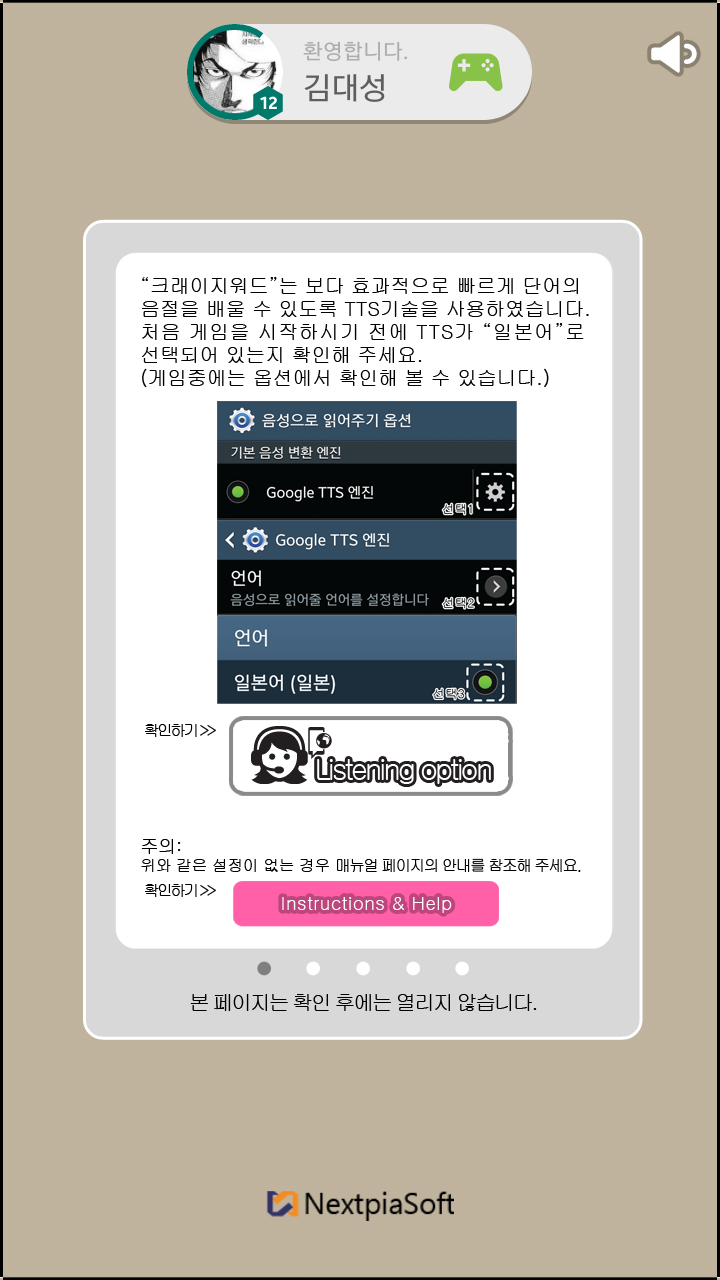 환영합니다.
김대성
12
“크레이지워드”는 보다 효과적으로 빠르게 단어의
음절을 배울 수 있도록 TTS기술을 사용하였습니다.
처음 게임을 시작하시기 전에 TTS가 “일본어”로
선택되어 있는지 확인해 주세요.
(게임중에는 옵션에서 확인해 볼 수 있습니다.)
음성으로 읽어주기 옵션
기본 음성 변환 엔진
Google TTS 엔진
선택1
Google TTS 엔진
언어
음성으로 읽어줄 언어를 설정합니다
선택2
언어
일본어 (일본)
선택3
확인하기>>
Listening option
주의:
위와 같은 설정이 없는 경우 매뉴얼 페이지의 안내를 참조해 주세요.
확인하기>>
Instructions & Help
본 페이지는 확인 후에는 열리지 않습니다.
NextpiaSoft